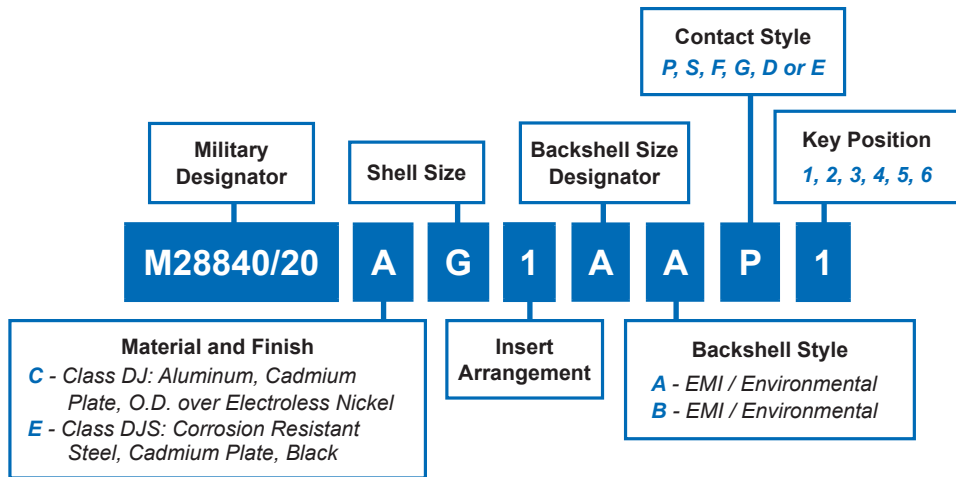 Contact Style
P, S, F, G, D or E
Military
Designator
Shell Size
Backshell Size
Designator
Key Position
1, 2, 3, 4, 5, 6
M28840/20 A G 1 A A P 1
Material and Finish
C - Class DJ: Aluminum, Cadmium
Plate, O.D. over Electroless Nickel
E - Class DJS: Corrosion Resistant
Steel, Cadmium Plate, Black
Insert
Arrangement
Backshell Style
A - EMI / Environmental
B - EMI / Environmental